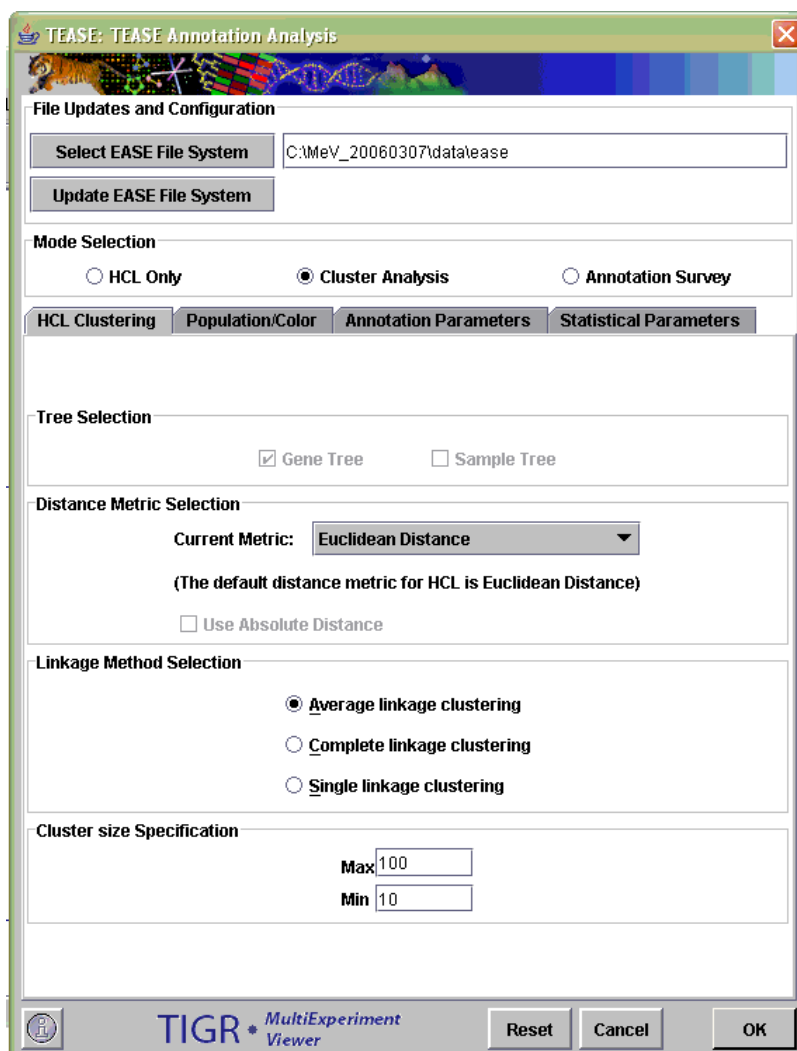 TEASE: TEASE Annotation Analysis
File Updates and Configuration
Select EASE File System C:\MeV_20060307\data\ease
Update EASE File System
Mode Selection
HCL Only Cluster Analysis Annotation Survey
HCL Clustering Population/Color Annotation Parameters Statistical Parameters
Tree Selection
Gene Tree Sample Tree
Distance Metric Selection
Current Metric: Euclidean Distance
(The default distance metric for HCL is Euclidean Distance)
Use Absolute Distance
Linkage Method Selection
Average linkage clustering
Complete linkage clustering
Single linkage clustering
Cluster size Specification
Max 100
Min 10
TIGR • MultiExperiment
Viewer
Reset Cancel OK